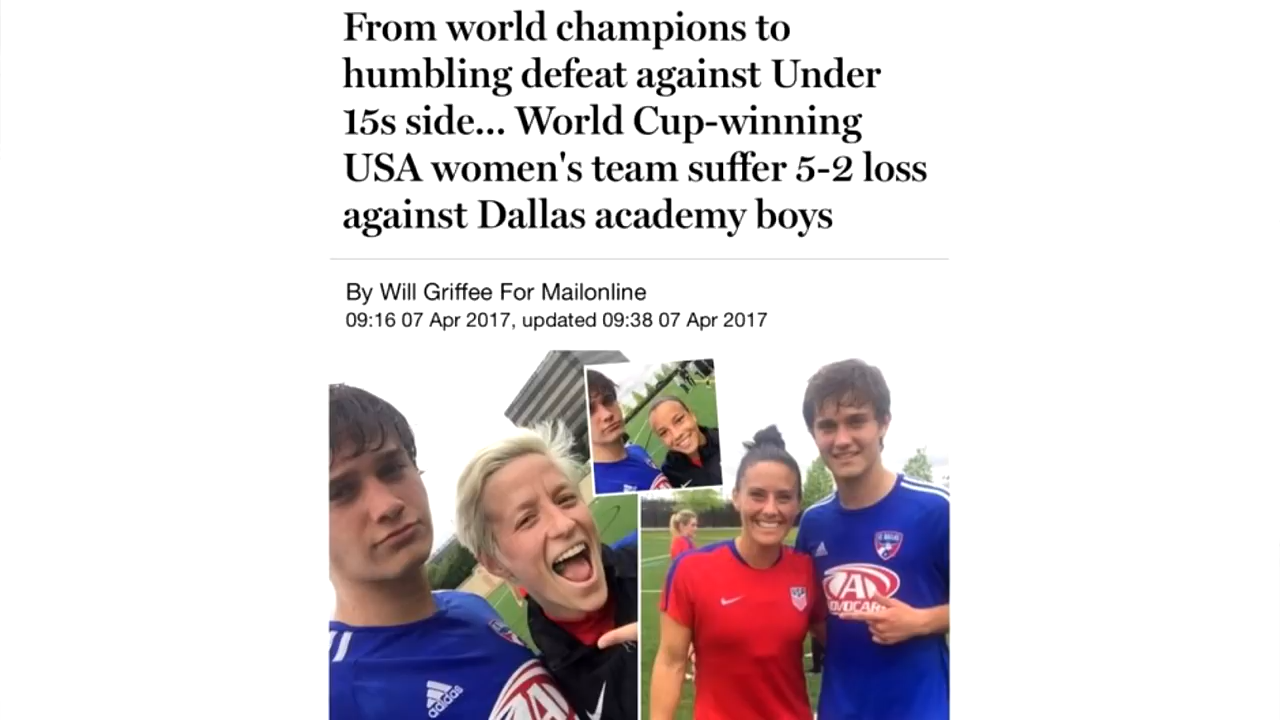 From world champions to
humbling defeat against Under
15s side... World Cup-winning
USA women's team suffer 5-2 loss
against Dallas academy boys
By Will Griffee For Mailonline
09:16 07 Apr 2017, updated 09:38 07 Apr 2017
adidas
ADVOCARE